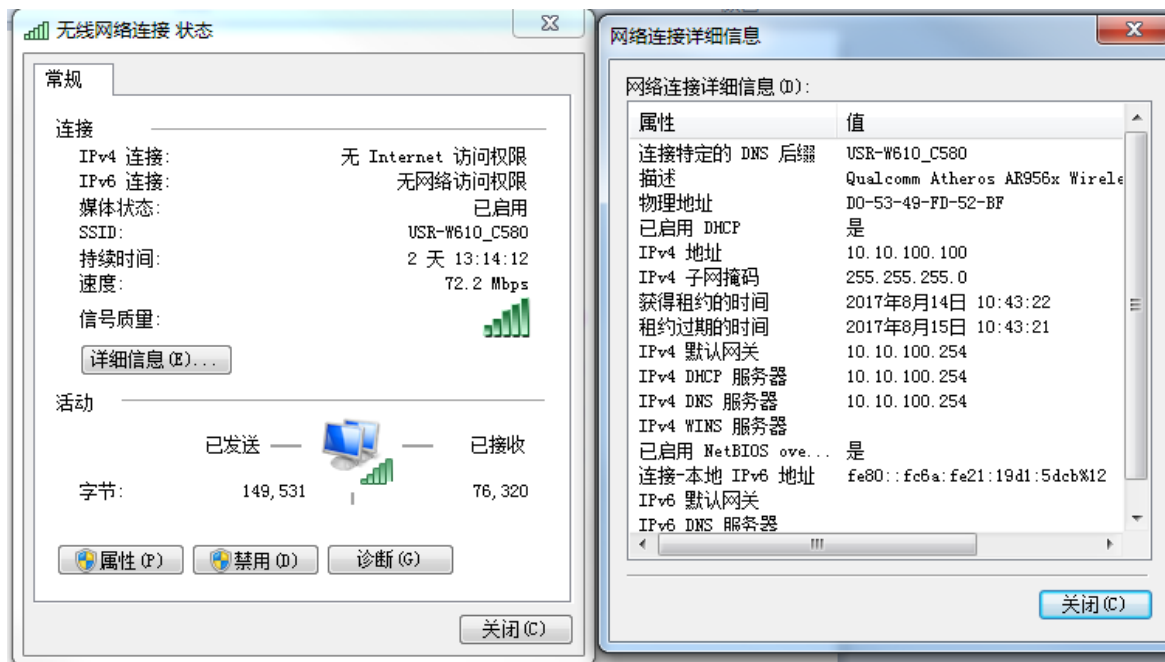 无线网络连接 状态
常规
连接
IPv4 连接: 无 Internet 访问权限
IPv6 连接: 无网络访问权限
媒体状态: 已启用
SSID: USR-W610_C580
持续时间: 2 天 13:14:12
速度: 72.2 Mbps
信号质量:
详细信息(E)...
活动
已发送 — — 已接收
字节: 149,531 76,320
属性(P) 禁用(D) 诊断(G)
关闭(C)
网络连接详细信息
网络连接详细信息(D):
属性 值
连接特定的 DNS 后缀 USR-W610_C580
描述 Qualcomm Atheros AR956x Wirele
物理地址 D0-53-49-FD-52-BF
已启用 DHCP 是
IPv4 地址 10.10.100.100
IPv4 子网掩码 255.255.255.0
获得租约的时间 2017年8月14日 10:43:22
租约过期的时间 2017年8月15日 10:43:21
IPv4 默认网关 10.10.100.254
IPv4 DHCP 服务器 10.10.100.254
IPv4 DNS 服务器 10.10.100.254
IPv4 WINS 服务器
已启用 NetBIOS ove... 是
连接-本地 IPv6 地址 fe80::fc6a:fe21:19d1:5dcb%12
IPv6 默认网关
IPv6 DNS 服务器
关闭(C)